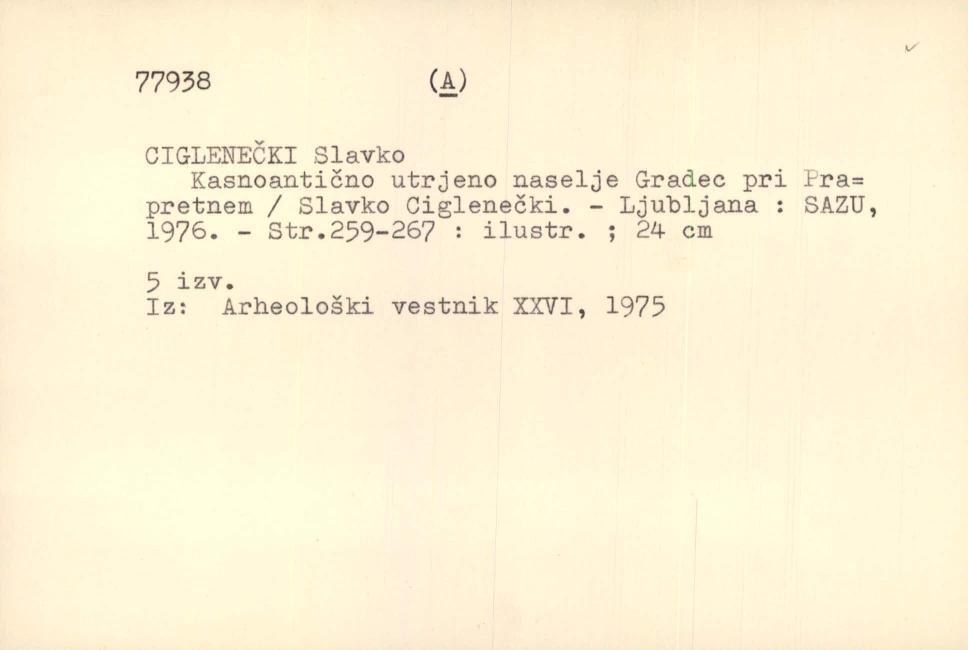 77938 (A)
CIGLENEČKI Slavko
Kasnoantično utrjeno naselje Gradec pri Pra=
pretnem / Slavko Ciglenečki. - Ljubljana : SAZU,
1976. - Str.259-267 : ilustr. ; 24 cm
5 izv.
Iz: Arheološki vestnik XXVI, 1975